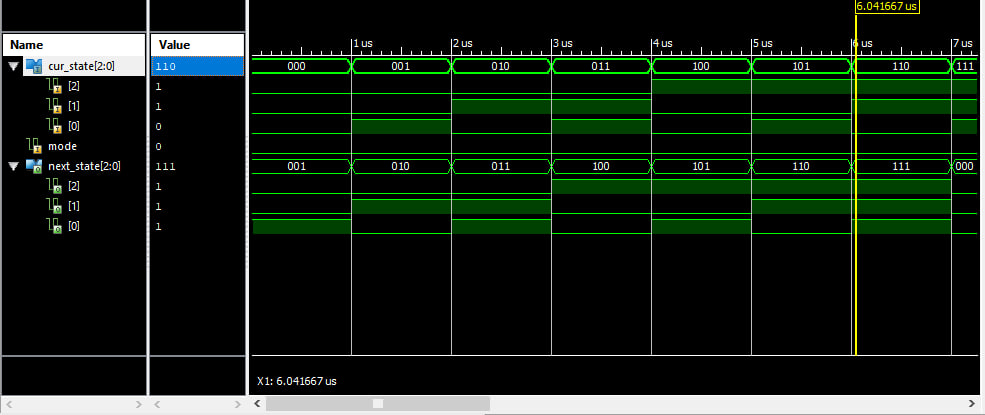 6.041667 us
Name Value 1 us 2 us 3 us 4 us 5 us 6 us 7 us
cur_state[2:0] 110 000 001 010 011 100 101 110 111
[2] 1
[1] 1
[0] 0
mode 0
next_state[2:0] 111 001 010 011 100 101 110 111 000
[2] 1
[1] 1
[0] 1
X1: 6.041667 us